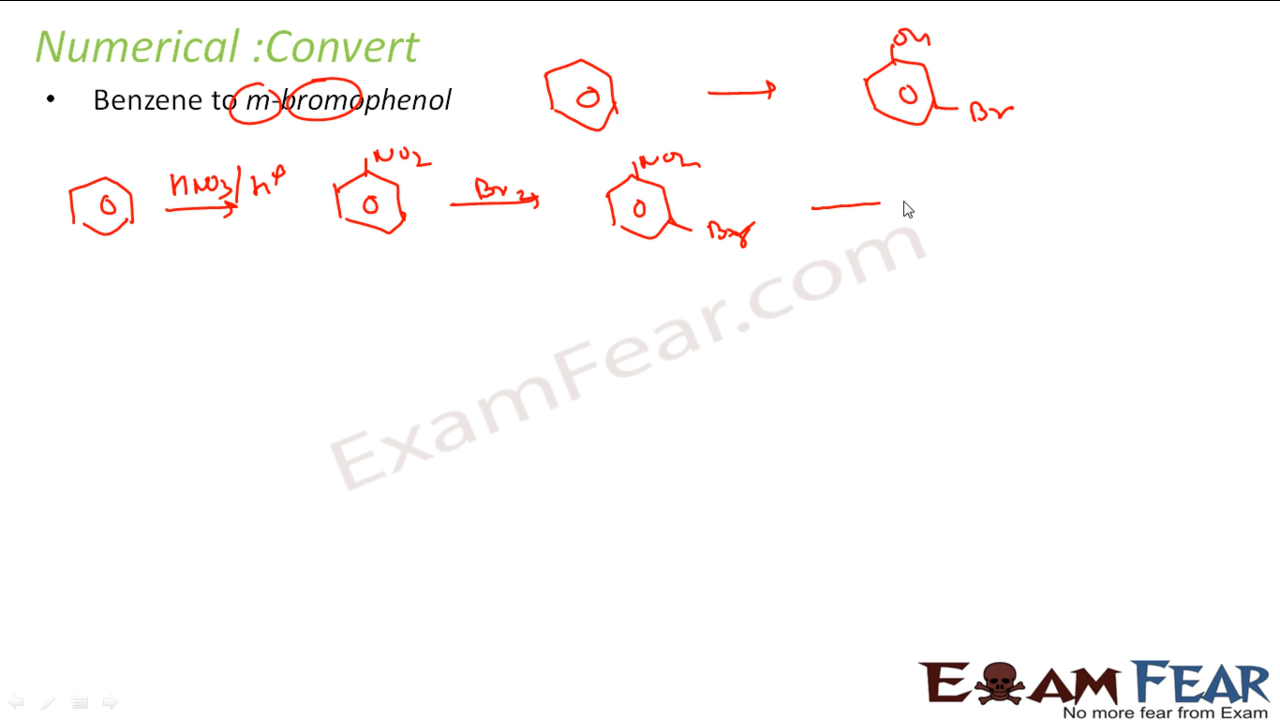 Numerical :Convert
• Benzene to m-bromophenol
OH
Br
HNO3/H⊕
NO2
Br2
NO2
Br
ExamFear.com
EXAM FEAR
No more fear from Exam